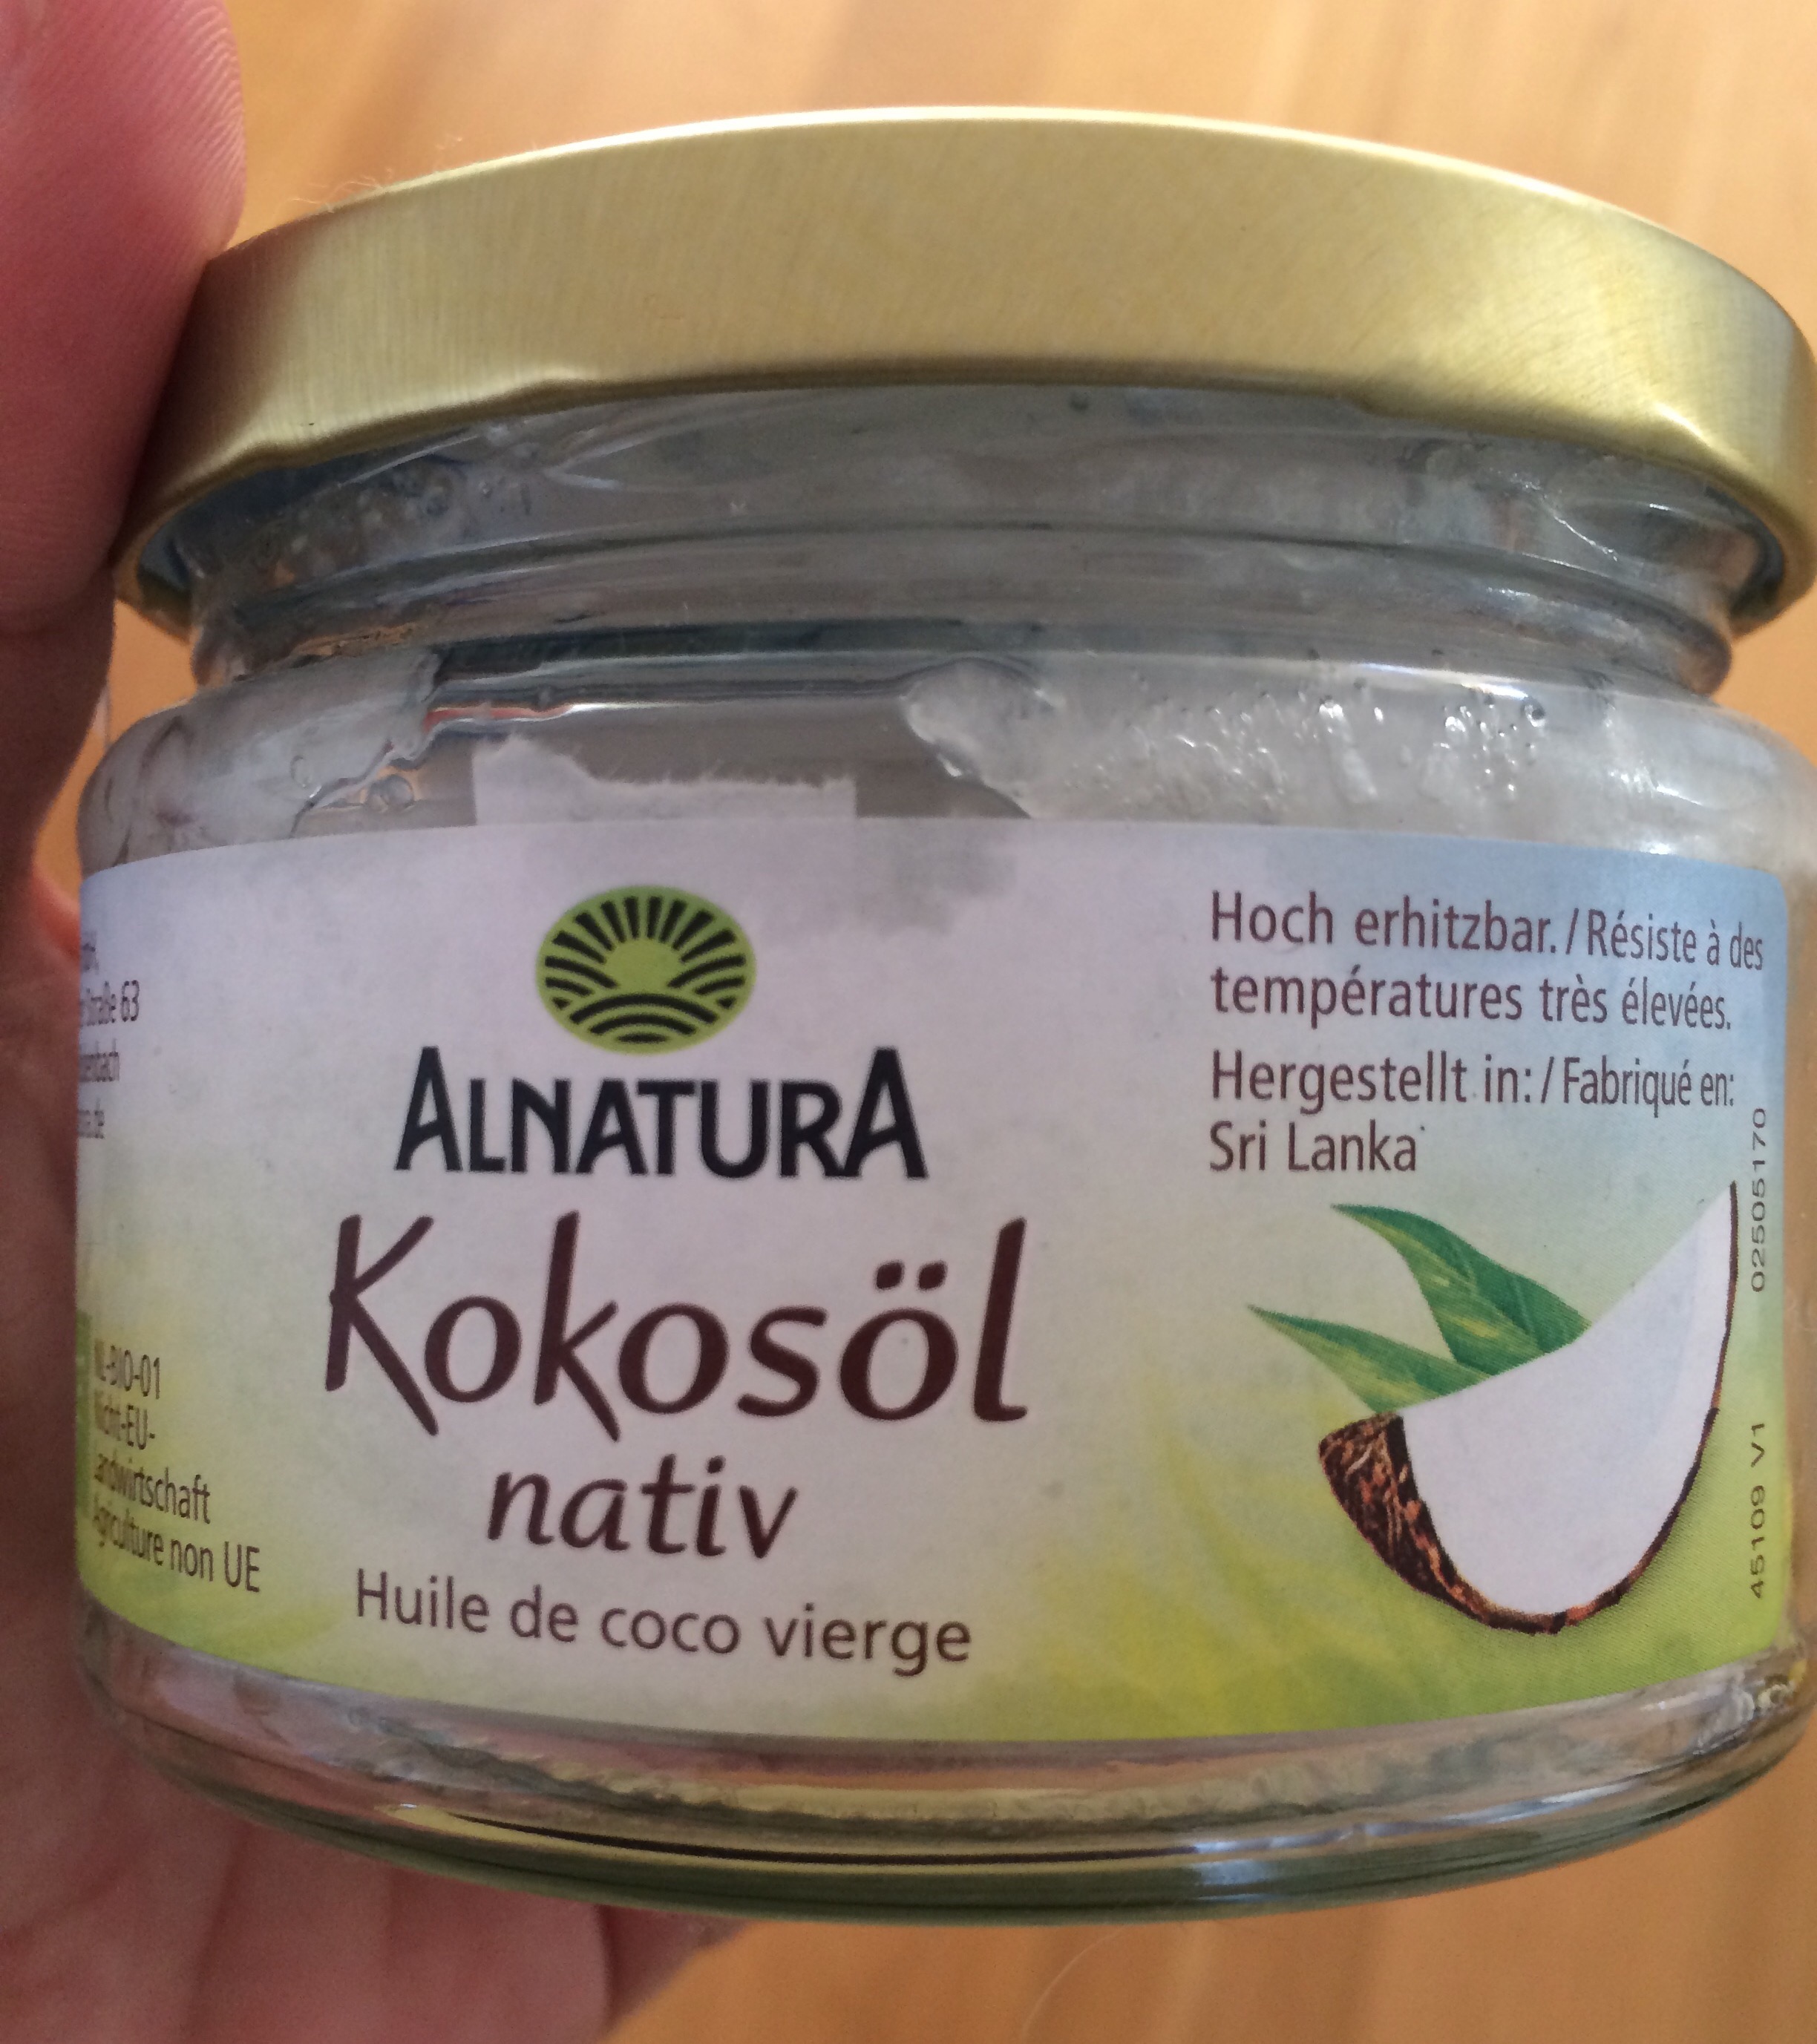 Straße 63
ALNATURA
Kokosöl
nativ
Huile de coco vierge
Hoch erhitzbar. / Résiste à des
températures très élevées.
Hergestellt in: / Fabriqué en:
Sri Lanka
NL-BIO-01
Nicht-EU-
Landwirtschaft
Agriculture non UE
02505170
45109 V1